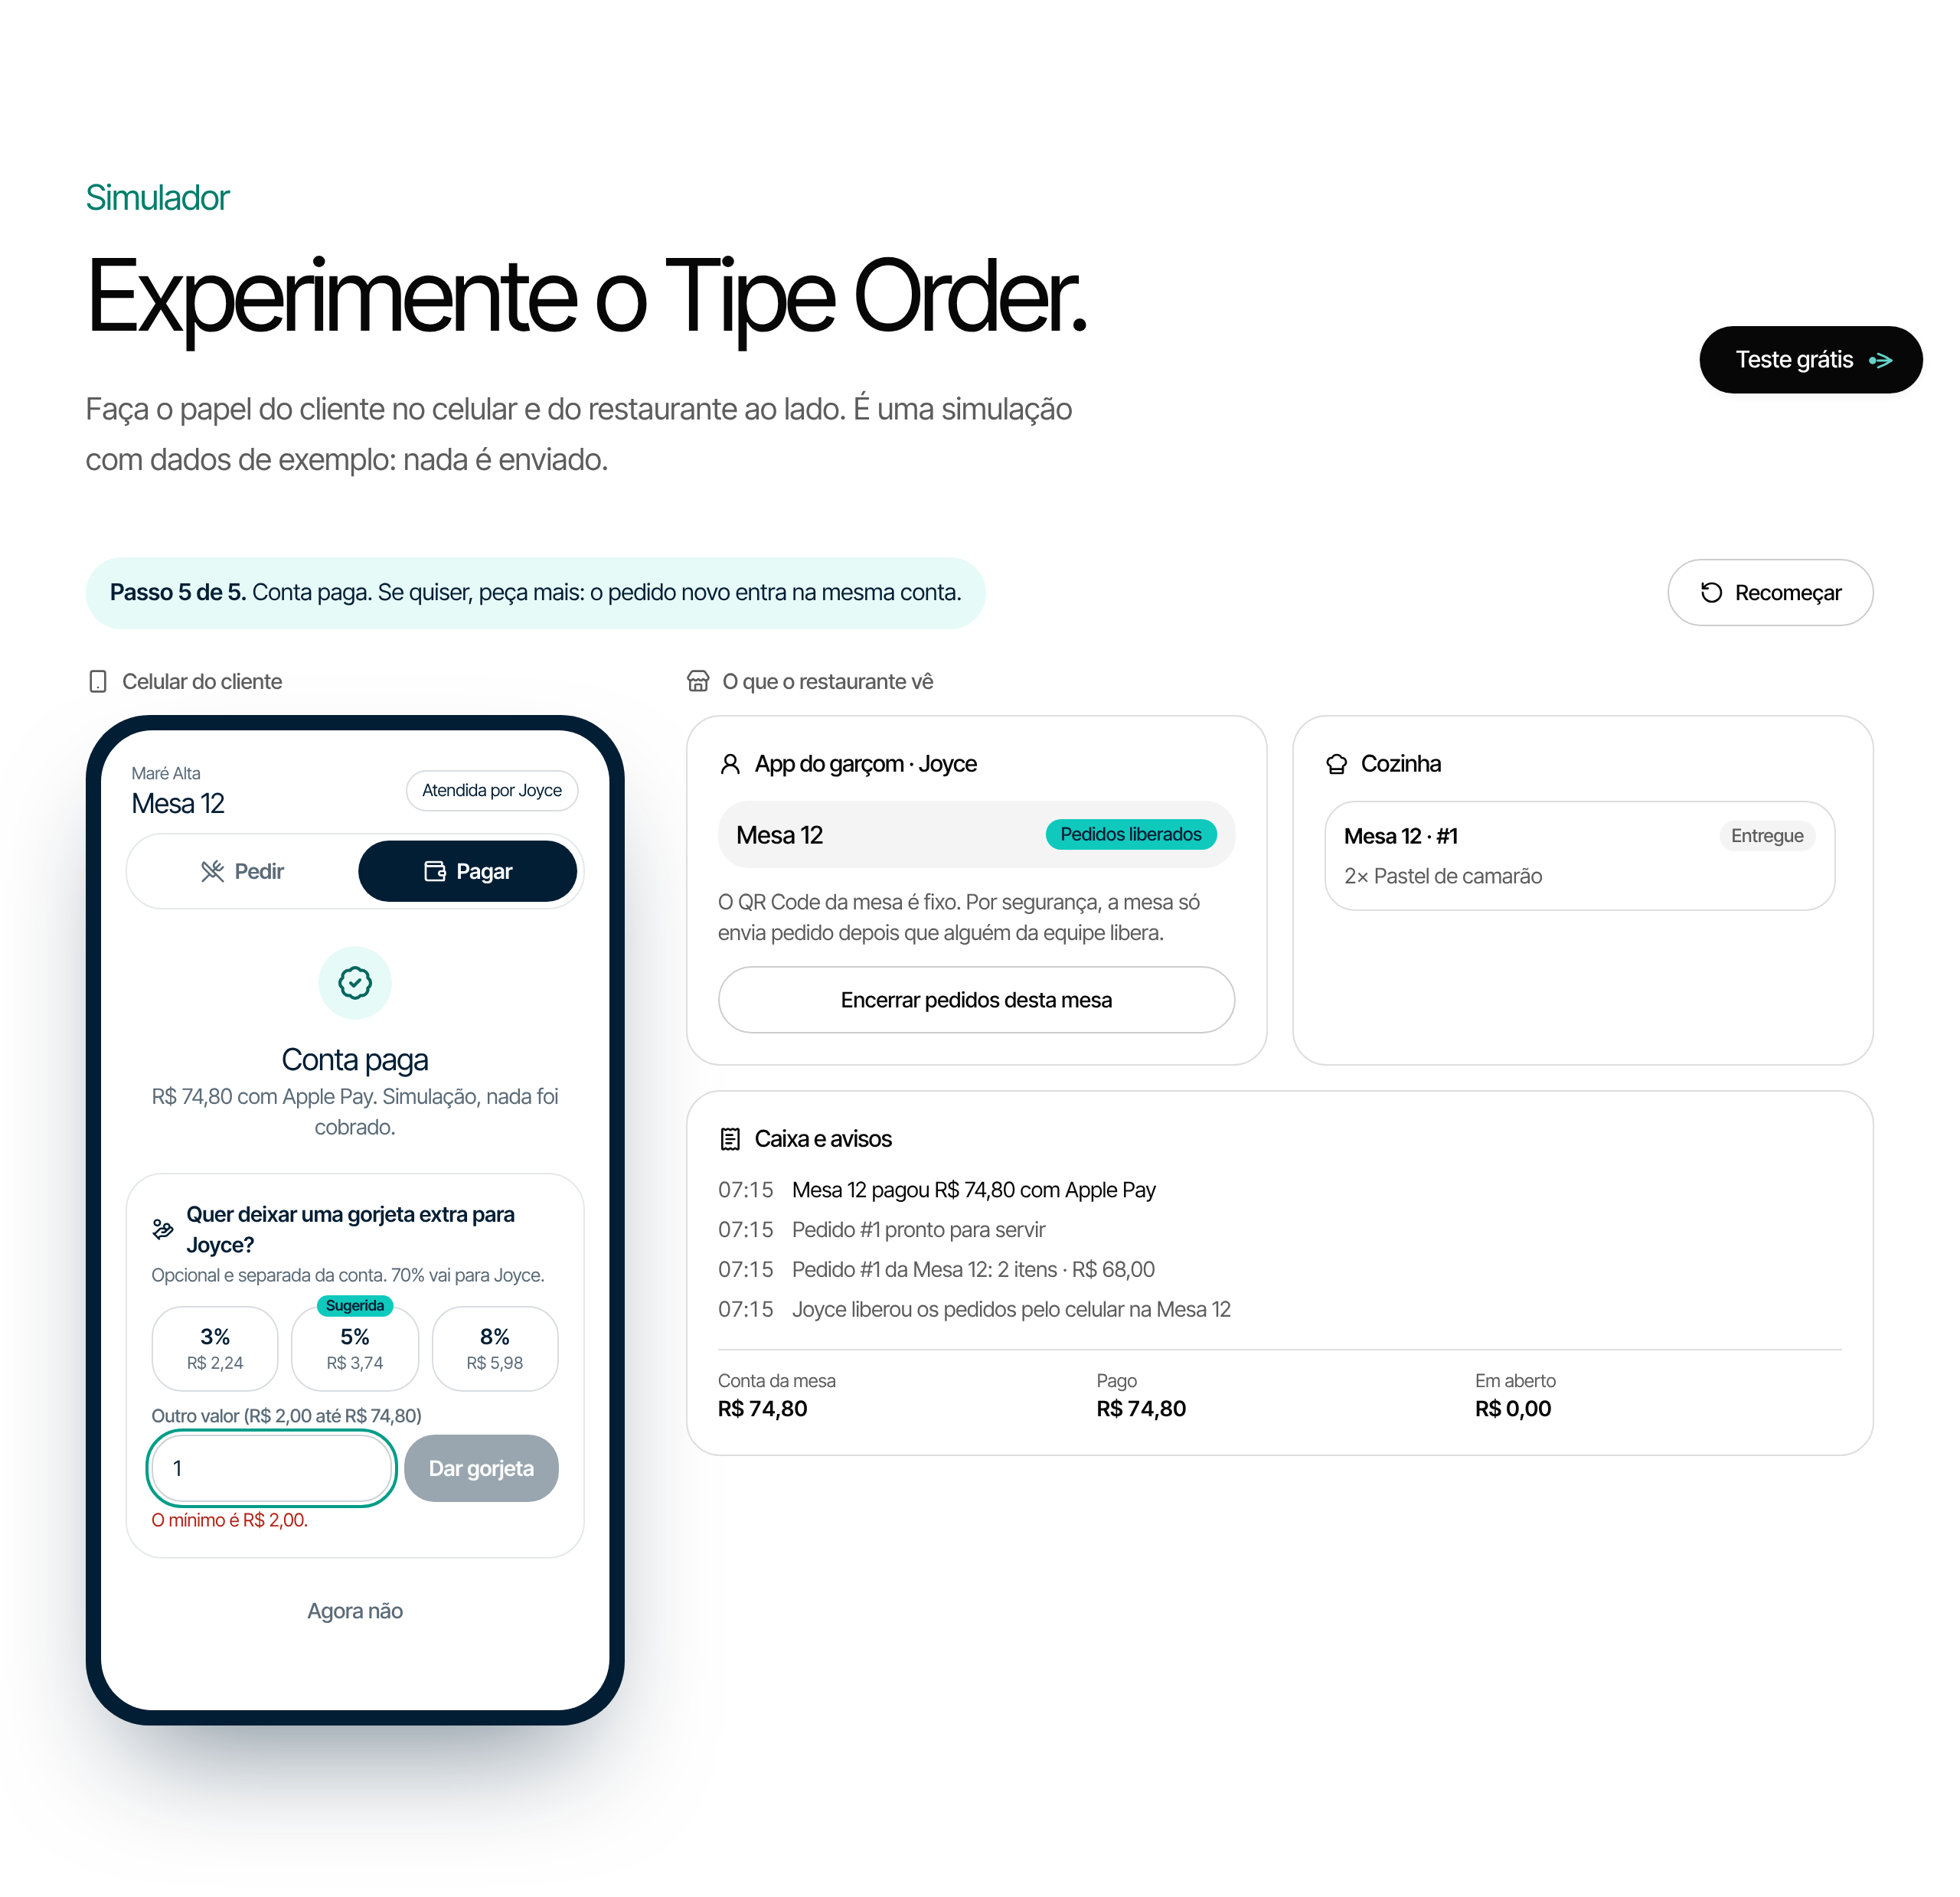 Simulador
Experimente o Tipe Order.
Faça o papel do cliente no celular e do restaurante ao lado. É uma simulação
com dados de exemplo: nada é enviado.
Teste grátis
Passo 5 de 5. Conta paga. Se quiser, peça mais: o pedido novo entra na mesma conta.
Recomeçar
Celular do cliente
Maré Alta
Mesa 12
Atendida por Joyce
Pedir
Pagar
Conta paga
R$ 74,80 com Apple Pay. Simulação, nada foi
cobrado.
Quer deixar uma gorjeta extra para
Joyce?
Opcional e separada da conta. 70% vai para Joyce.
Sugerida
3%
R$ 2,24
5%
R$ 3,74
8%
R$ 5,98
Outro valor (R$ 2,00 até R$ 74,80)
1
Dar gorjeta
O mínimo é R$ 2,00.
Agora não
O que o restaurante vê
App do garçom · Joyce
Mesa 12
Pedidos liberados
O QR Code da mesa é fixo. Por segurança, a mesa só
envia pedido depois que alguém da equipe libera.
Encerrar pedidos desta mesa
Cozinha
Mesa 12 · #1
Entregue
2× Pastel de camarão
Caixa e avisos
07:15 Mesa 12 pagou R$ 74,80 com Apple Pay
07:15 Pedido #1 pronto para servir
07:15 Pedido #1 da Mesa 12: 2 itens · R$ 68,00
07:15 Joyce liberou os pedidos pelo celular na Mesa 12
Conta da mesa
R$ 74,80
Pago
R$ 74,80
Em aberto
R$ 0,00